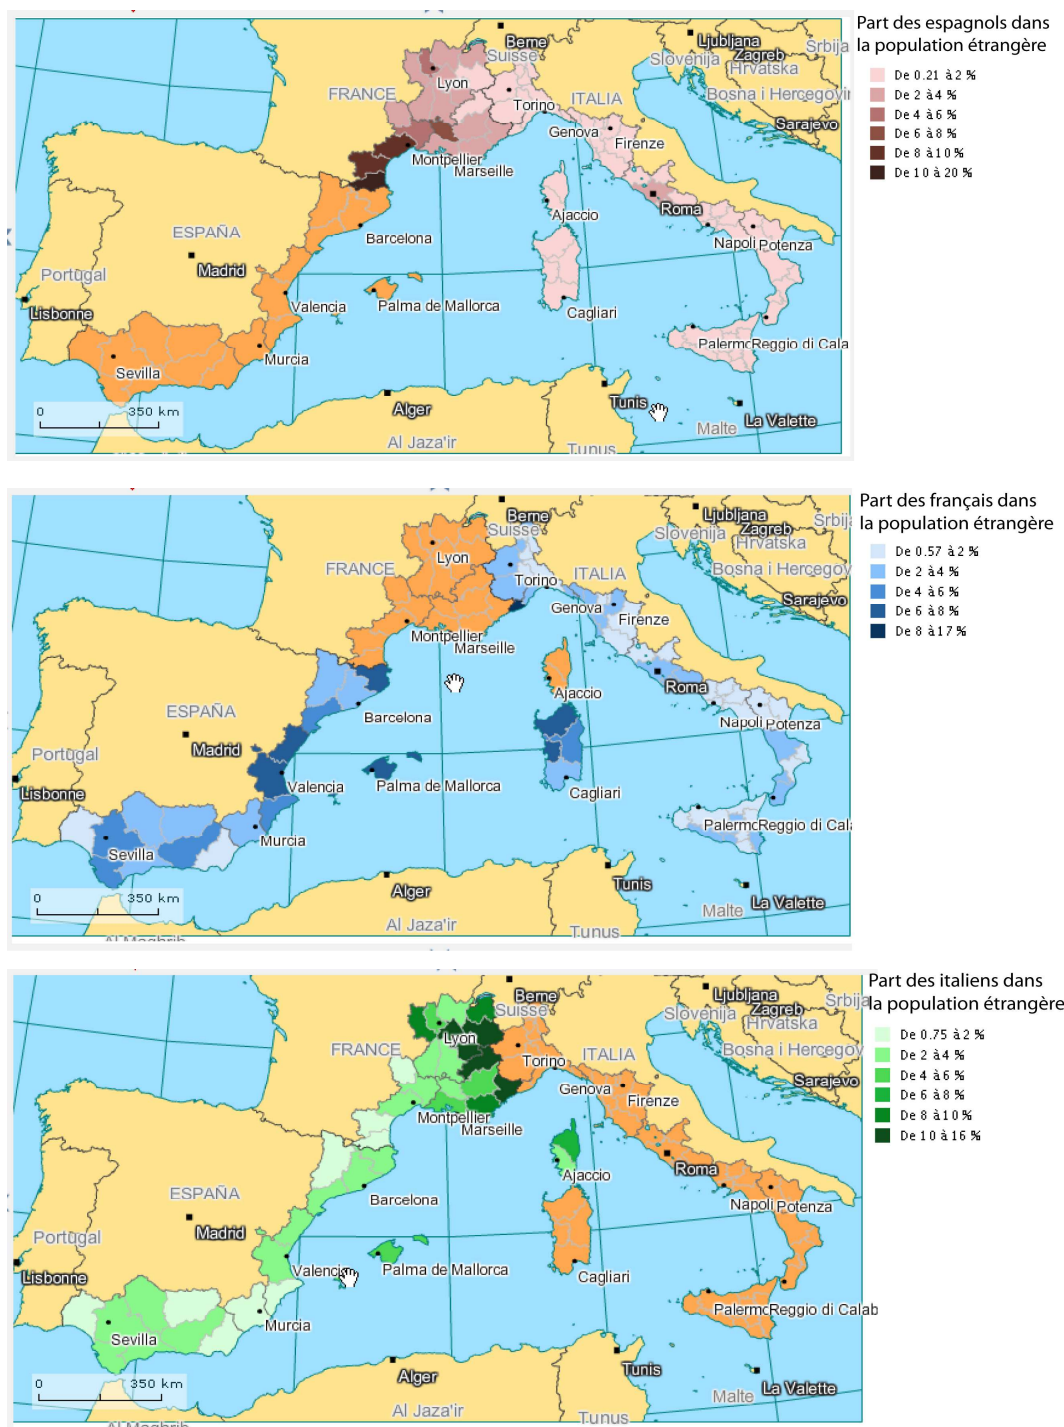 Part des espagnols dans
la population étrangère
De 0.21 à 2 %
De 2 à 4 %
De 4 à 6 %
De 6 à 8 %
De 8 à 10 %
De 10 à 20 %
Berne
Suisse
Ljubljana
Slovenija
Zagreb
Srbija
Hrvatska
Bosna i Hercegovin
Sarajevo
Lyon
FRANCE
Torino
ITALIA
Genova
Firenze
Montpellier
Marseille
Ajaccio
Roma
Napoli
Potenza
ESPAÑA
Barcelona
Madrid
Portugal
Lisbonne
Valencia
Palma de Mallorca
Cagliari
Murcia
Sevilla
Palermo
Reggio di Cala
0
350 km
Alger
Al Jaza'ir
Tunis
Tunus
Malte
La Valette
Part des français dans
la population étrangère
De 0.57 à 2 %
De 2 à 4 %
De 4 à 6 %
De 6 à 8 %
De 8 à 17 %
Berne
Suisse
Ljubljana
Slovenija
Zagreb
Srbija
Hrvatska
Bosna i Hercegov
Sarajevo
Lyon
FRANCE
Torino
ITALIA
Genova
Firenze
Montpellier
Marseille
Ajaccio
Roma
Napoli
Potenza
ESPAÑA
Barcelona
Madrid
Portugal
Lisbonne
Valencia
Palma de Mallorca
Cagliari
Murcia
Sevilla
Palermo
Reggio di Cala
0
350 km
Alger
Al Jaza'ir
Al Maghrib
Tunis
Tunus
Malte
La Valette
Part des italiens dans
la population étrangère
De 0.75 à 2 %
De 2 à 4 %
De 4 à 6 %
De 6 à 8 %
De 8 à 10 %
De 10 à 16 %
Berne
Suisse
Ljubljana
Slovenija
Zagreb
Srbija
Hrvatska
Bosna i Hercegov
Sarajevo
Lyon
FRANCE
Torino
ITALIA
Genova
Firenze
Montpellier
Marseille
Ajaccio
Roma
Napoli
Potenza
ESPAÑA
Barcelona
Madrid
Portugal
Lisbonne
Valencia
Palma de Mallorca
Cagliari
Murcia
Sevilla
Palermo
Reggio di Calab
0
350 km
Alger
Al Jaza'ir
Al Maghrib
Tunis
Tunus
Malte
La Valette